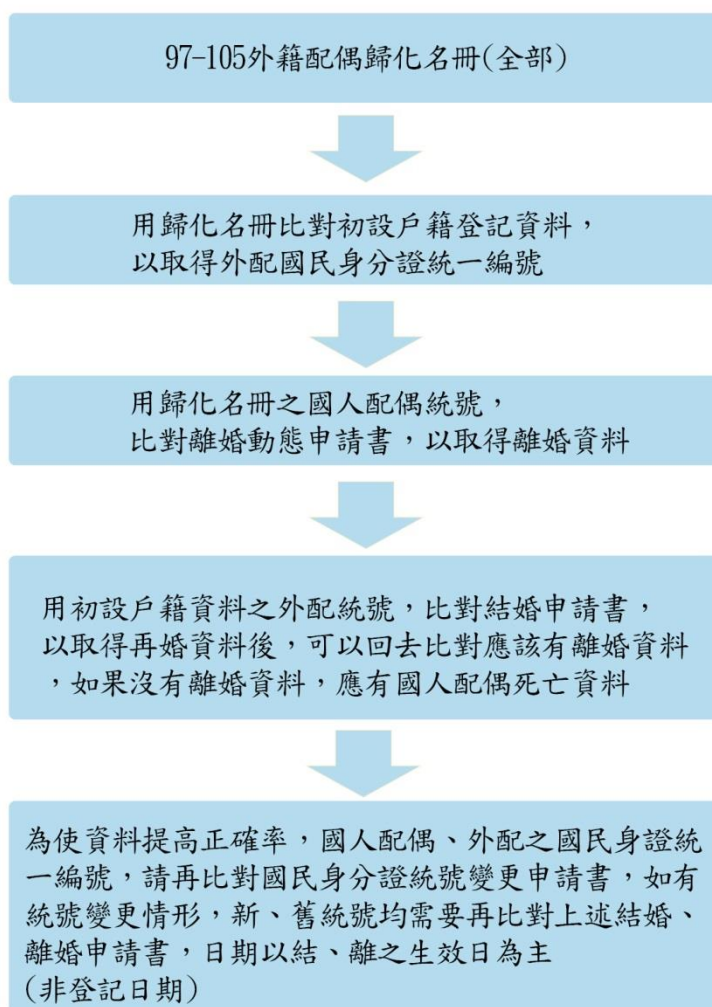 97-105外籍配偶歸化名冊(全部)
用歸化名冊比對初設戶籍登記資料，
以取得外配國民身分證統一編號
用歸化名冊之國人配偶統號，
比對離婚動態申請書，以取得離婚資料
用初設戶籍資料之外配統號，比對結婚申請書，
以取得再婚資料後，可以回去比對應該有離婚資料
，如果沒有離婚資料，應有國人配偶死亡資料
為使資料提高正確率，國人配偶、外配之國民身證統
一編號，請再比對國民身分證統號變更申請書，如有
統號變更情形，新、舊統號均需要再比對上述結婚、
離婚申請書，日期以結、離之生效日為主
(非登記日期)